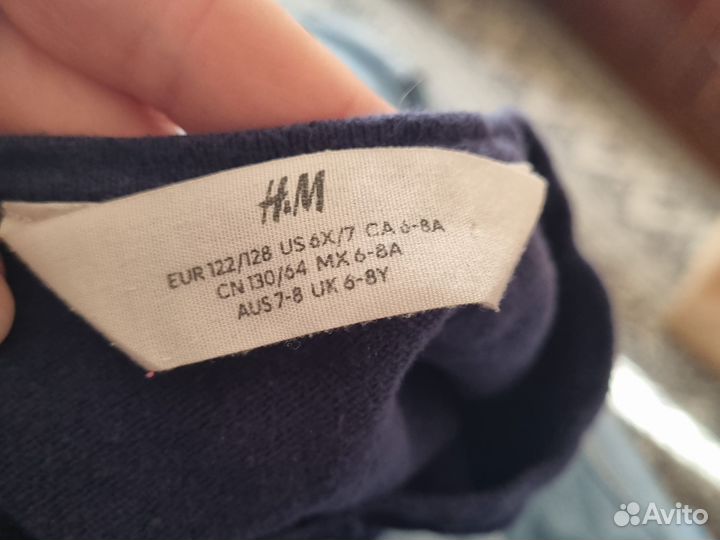 H&M
EUR 122/128 US 6X/7 CA 6-8A
CN 130/64 MX 6-8A
AUS 7-8 UK 6-8Y
Avito